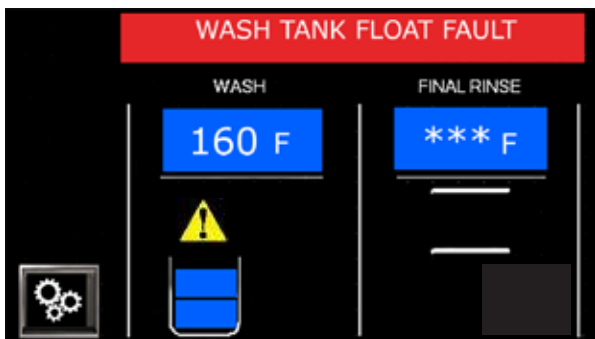 WASH TANK FLOAT FAULT
WASH FINAL RINSE
160 F *** F